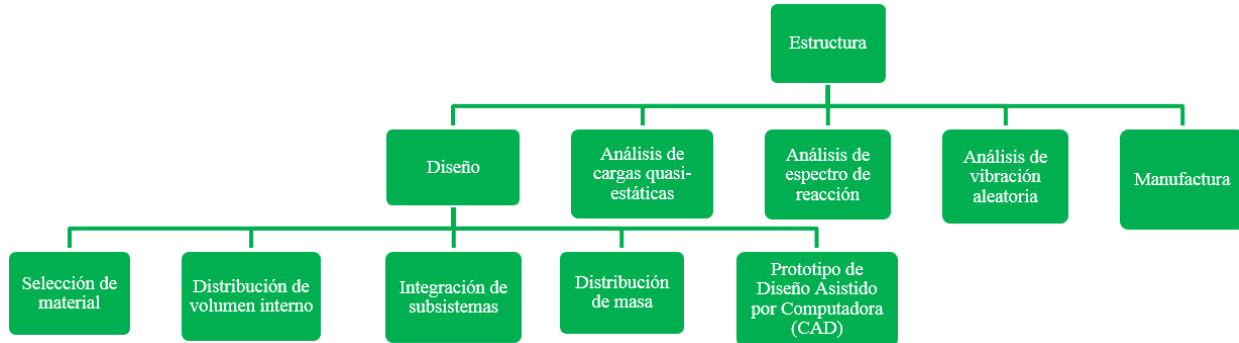 Estructura
Diseño
Análisis de
cargas quasi-
estáticas
Análisis de
espectro de
reacción
Análisis de
vibración
aleatoria
Manufactura
Selección de
material
Distribución de
volumen interno
Integración de
subsistemas
Distribución
de masa
Prototipo de
Diseño Asistido
por Computadora
(CAD)